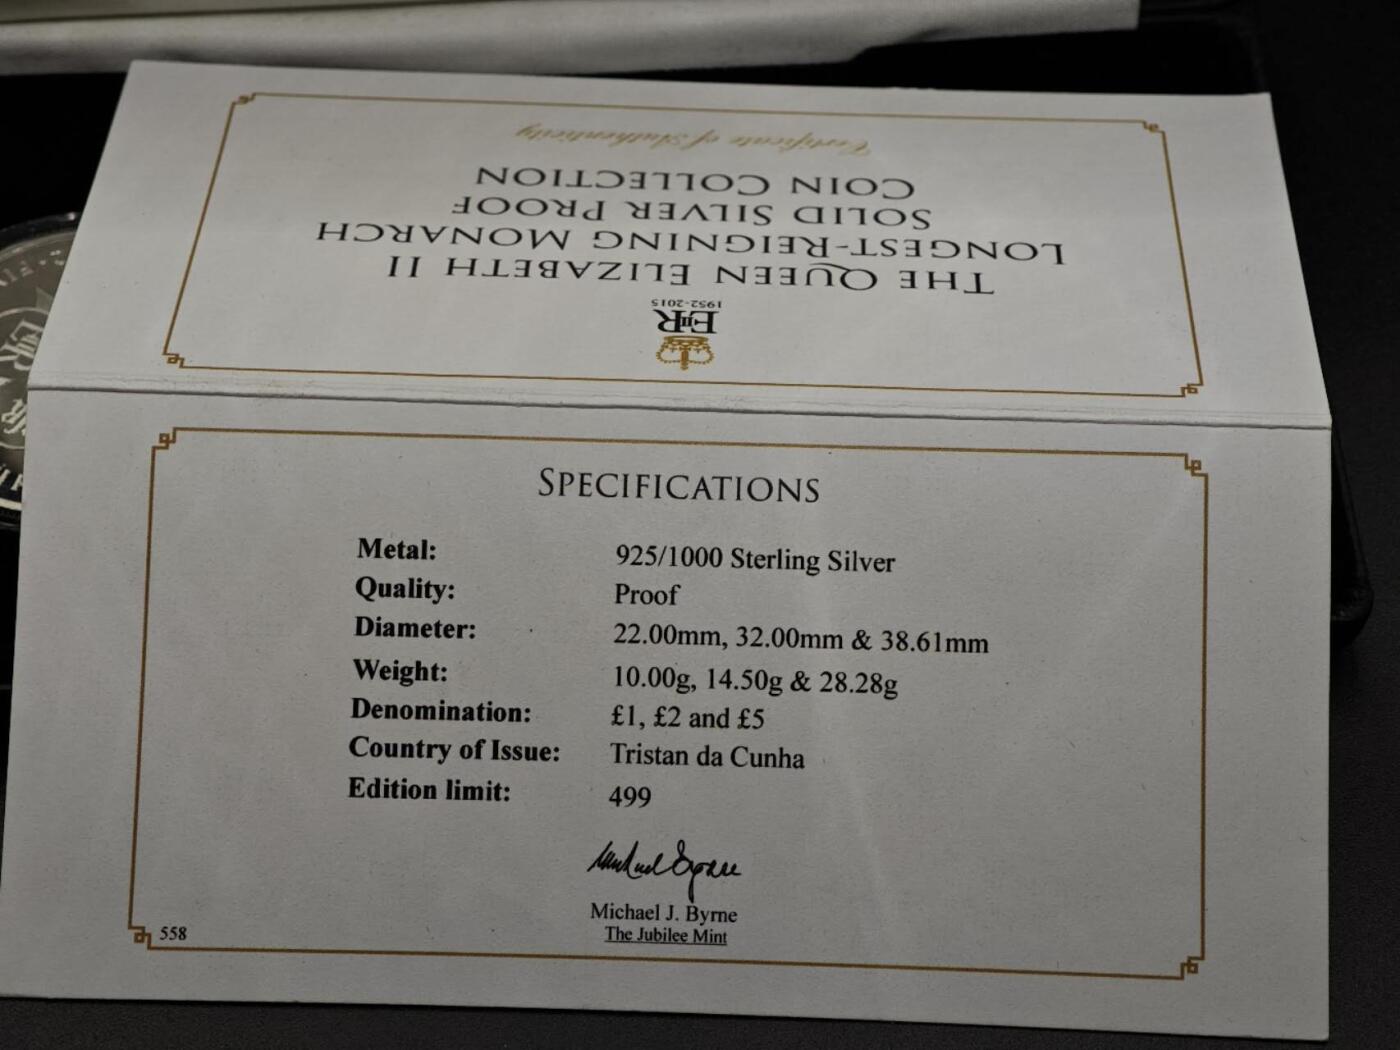 Certificate of Authenticity
COIN COLLECTION
SOLID SILVER PROOF
LONGEST-REIGNING MONARCH
THE QUEEN ELIZABETH II
1952-2015
EIIR
SPECIFICATIONS
Metal: 925/1000 Sterling Silver
Quality: Proof
Diameter: 22.00mm, 32.00mm & 38.61mm
Weight: 10.00g, 14.50g & 28.28g
Denomination: £1, £2 and £5
Country of Issue: Tristan da Cunha
Edition limit: 499
Michael Byrne
Michael J. Byrne
The Jubilee Mint
558